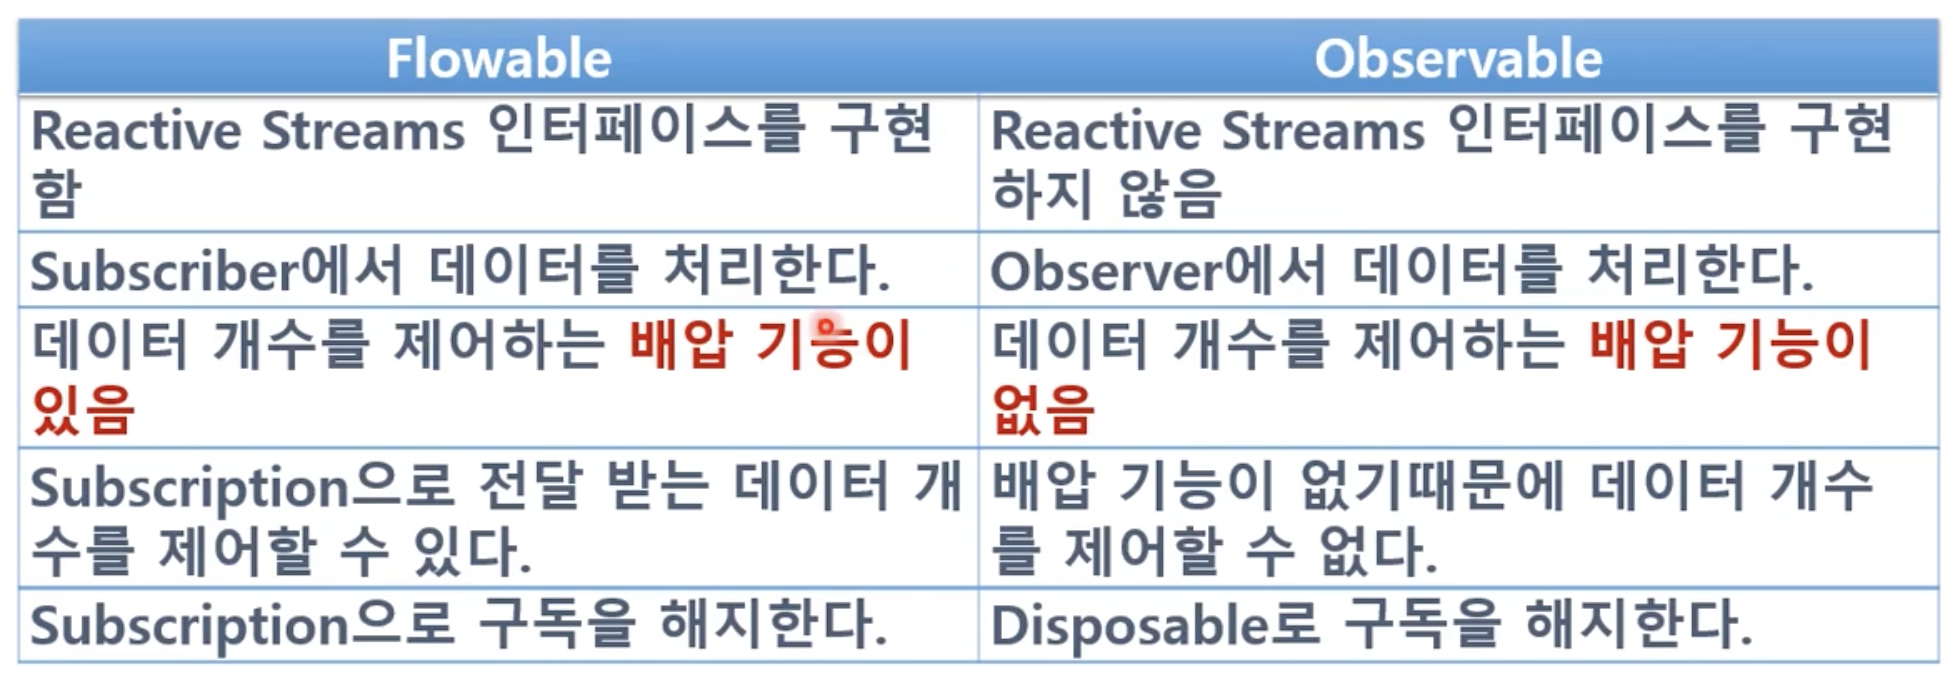 Flowable
Observable
Reactive Streams 인터페이스를 구현
함
Reactive Streams 인터페이스를 구현
하지 않음
Subscriber에서 데이터를 처리한다.
Observer에서 데이터를 처리한다.
데이터 개수를 제어하는 배압 기능이
있음
데이터 개수를 제어하는 배압 기능이
없음
Subscription으로 전달 받는 데이터 개
수를 제어할 수 있다.
배압 기능이 없기때문에 데이터 개수
를 제어할 수 없다.
Subscription으로 구독을 해지한다.
Disposable로 구독을 해지한다.